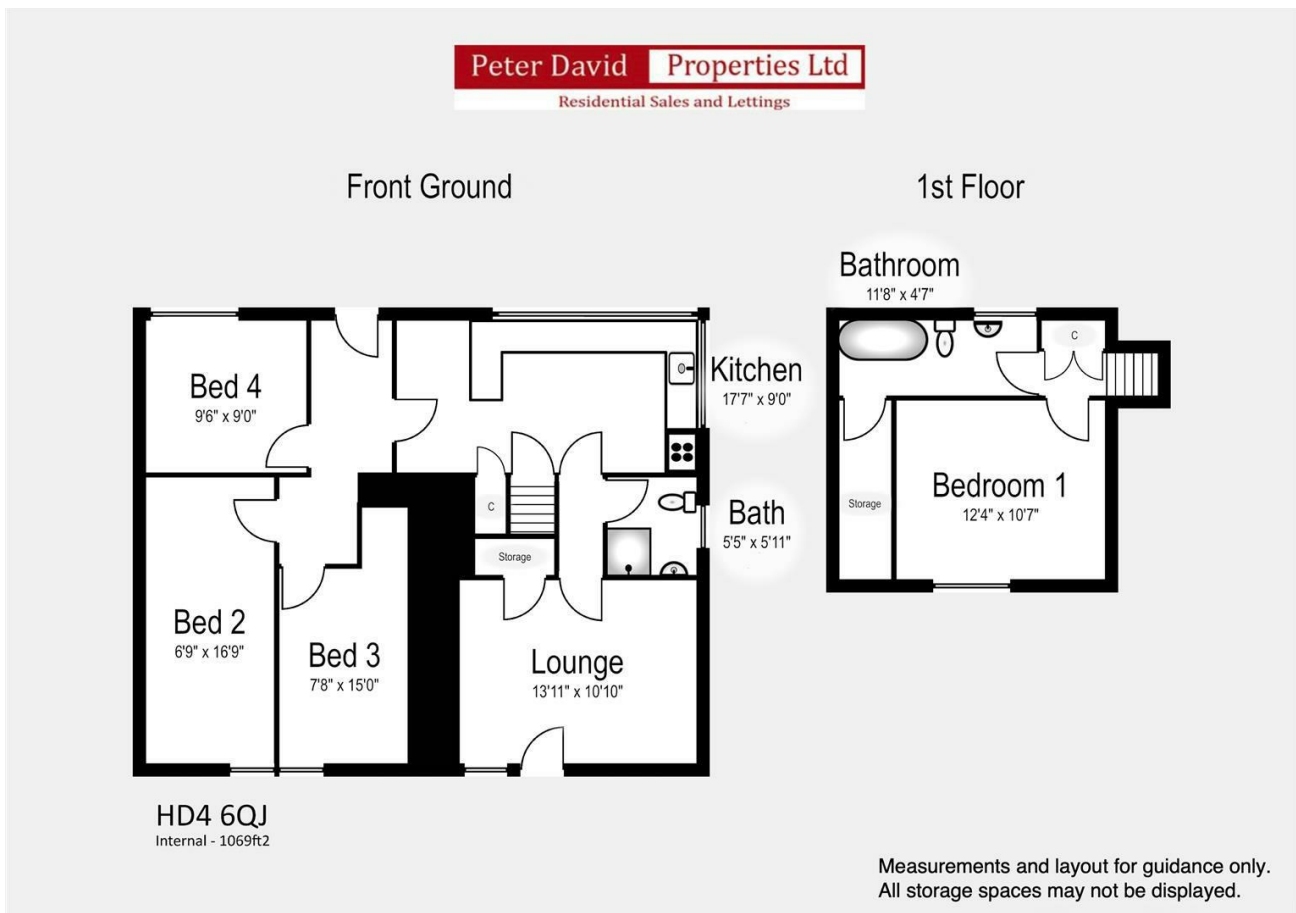 Peter David Properties Ltd
Residential Sales and Lettings
Front Ground
1st Floor
Bathroom
11'8" x 4'7"
C
Bed 4
9'6" x 9'0"
Kitchen
17'7" x 9'0"
Bedroom 1
12'4" x 10'7"
Storage
C
Bath
5'5" x 5'11"
Storage
Bed 2
6'9" x 16'9"
Bed 3
7'8" x 15'0"
Lounge
13'11" x 10'10"
HD4 6QJ
Internal - 1069ft2
Measurements and layout for guidance only.
All storage spaces may not be displayed.